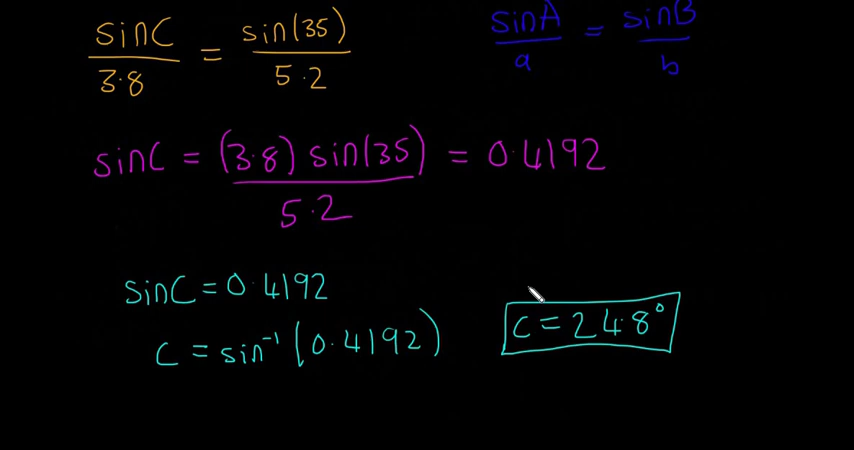 sinC / 3.8 = sin(35) / 5.2
sinA / a = sinB / b
sinC = (3.8) sin(35) / 5.2 = 0.4192
sinC = 0.4192
C = sin⁻¹(0.4192)
C = 24.8°